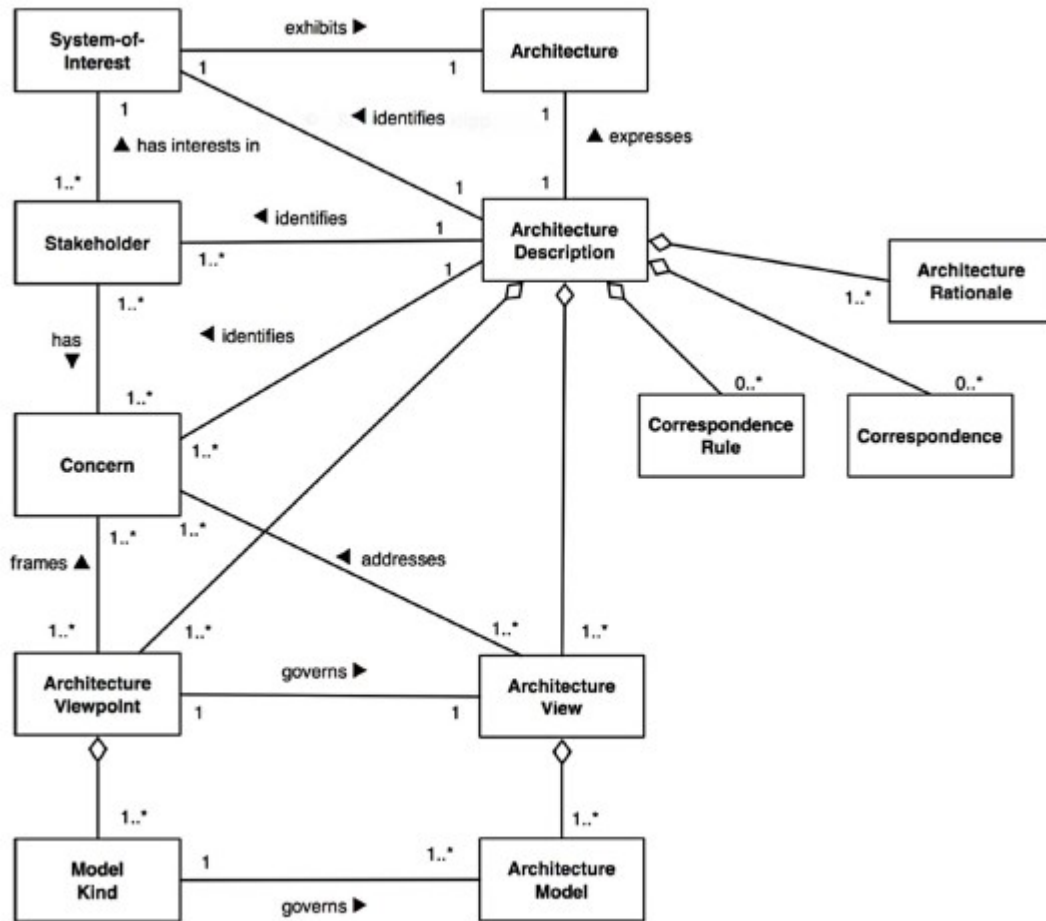 System-of-
Interest
exhibits ▶
Architecture
1
1
1
◀ identifies
1
▲ has interests in
▲ expresses
1..*
1
1
Stakeholder
◀ identifies
1
1..*
Architecture
Description
Architecture
Rationale
1..*
1..*
1
has
▼
◀ identifies
1..*
0..*
0..*
Correspondence
Rule
Correspondence
Concern
1..*
1..*
1..*
frames ▲
◀ addresses
1..*
1..*
1..*
1..*
Architecture
Viewpoint
governs ▶
1
1
Architecture
View
1..*
1..*
Model
Kind
1
1..*
governs ▶
Architecture
Model